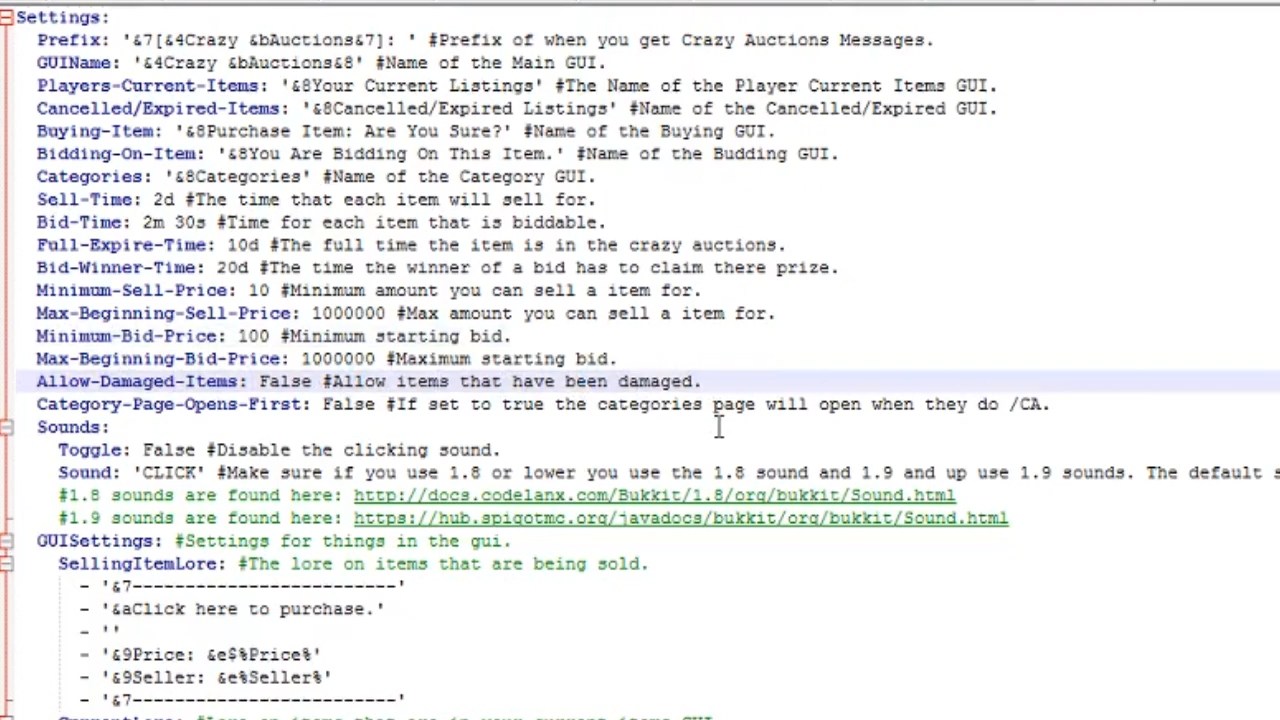 Settings:
Prefix: '&7[&4Crazy &bAuctions&7]: ' #Prefix of when you get Crazy Auctions Messages.
GUIName: '&4Crazy &bAuctions&8' #Name of the Main GUI.
Players-Current-Items: '&8Your Current Listings' #The Name of the Player Current Items GUI.
Cancelled/Expired-Items: '&8Cancelled/Expired Listings' #Name of the Cancelled/Expired GUI.
Buying-Item: '&8Purchase Item: Are You Sure?' #Name of the Buying GUI.
Bidding-On-Item: '&8You Are Bidding On This Item.' #Name of the Budding GUI.
Categories: '&8Categories' #Name of the Category GUI.
Sell-Time: 2d #The time that each item will sell for.
Bid-Time: 2m 30s #Time for each item that is biddable.
Full-Expire-Time: 10d #The full time the item is in the crazy auctions.
Bid-Winner-Time: 20d #The time the winner of a bid has to claim there prize.
Minimum-Sell-Price: 10 #Minimum amount you can sell a item for.
Max-Beginning-Sell-Price: 1000000 #Max amount you can sell a item for.
Minimum-Bid-Price: 100 #Minimum starting bid.
Max-Beginning-Bid-Price: 1000000 #Maximum starting bid.
Allow-Damaged-Items: False #Allow items that have been damaged.
Category-Page-Opens-First: False #If set to true the categories page will open when they do /CA.
Sounds:
Toggle: False #Disable the clicking sound.
Sound: 'CLICK' #Make sure if you use 1.8 or lower you use the 1.8 sound and 1.9 and up use 1.9 sounds. The default s
#1.8 sounds are found here: http://docs.codelanx.com/Bukkit/1.8/org/bukkit/Sound.html
#1.9 sounds are found here: https://hub.spigotmc.org/javadocs/bukkit/org/bukkit/Sound.html
GUISettings: #Settings for things in the gui.
SellingItemLore: #The lore on items that are being sold.
- '&7-------------------------'
- '&aClick here to purchase.'
- ''
- '&9Price: &e$%Price%'
- '&9Seller: &e%Seller%'
- '&7-------------------------'
CurrentLore: #Lore on items that are in your current items GUI.